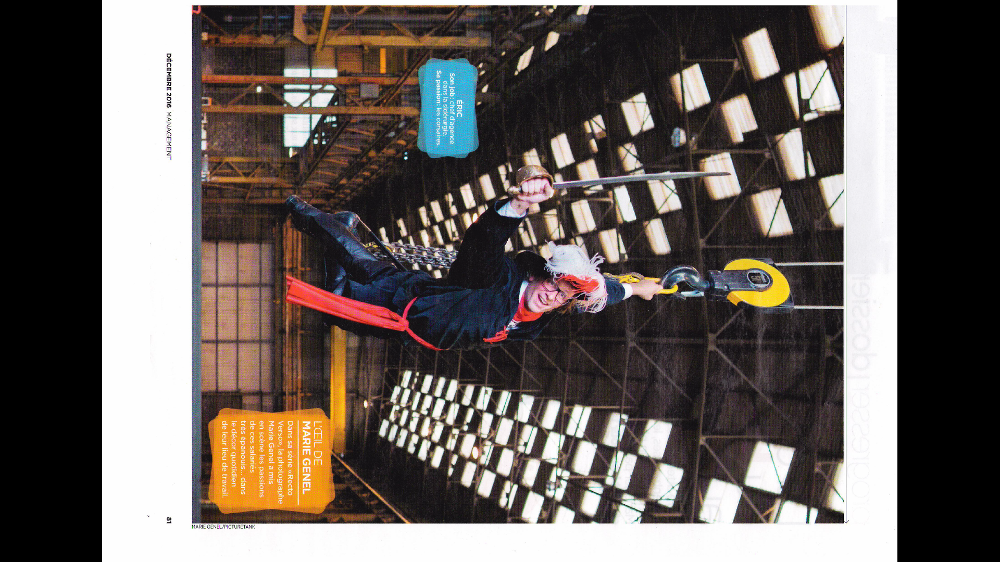 ÉRIC
Son job : chef d'agence
dans la sidérurgie.
Sa passion : les corsaires.
L'ŒIL DE
MARIE GENEL
Dans sa série «Recto
Verso», la photographe
Marie Genel a mis
en scène les passions
de ces salariés
très épanouis... dans
le décor quotidien
de leur lieu de travail.
DÉCEMBRE 2016 MANAGEMENT
81
MARIE GENEL/PICTURETANK